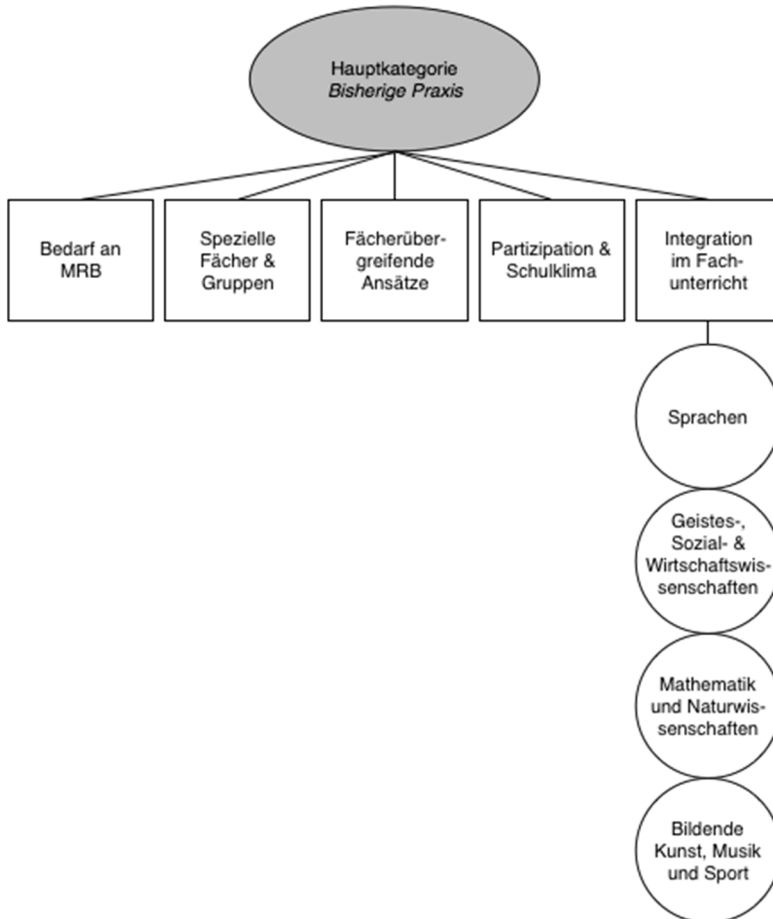 Hauptkategorie
Bisherige Praxis
Bedarf an
MRB
Spezielle
Fächer &
Gruppen
Fächerüber-
greifende
Ansätze
Partizipation &
Schulklima
Integration
im Fach-
unterricht
Sprachen
Geistes-,
Sozial- &
Wirtschaftswis-
senschaften
Mathematik
und Naturwis-
senschaften
Bildende
Kunst, Musik
und Sport